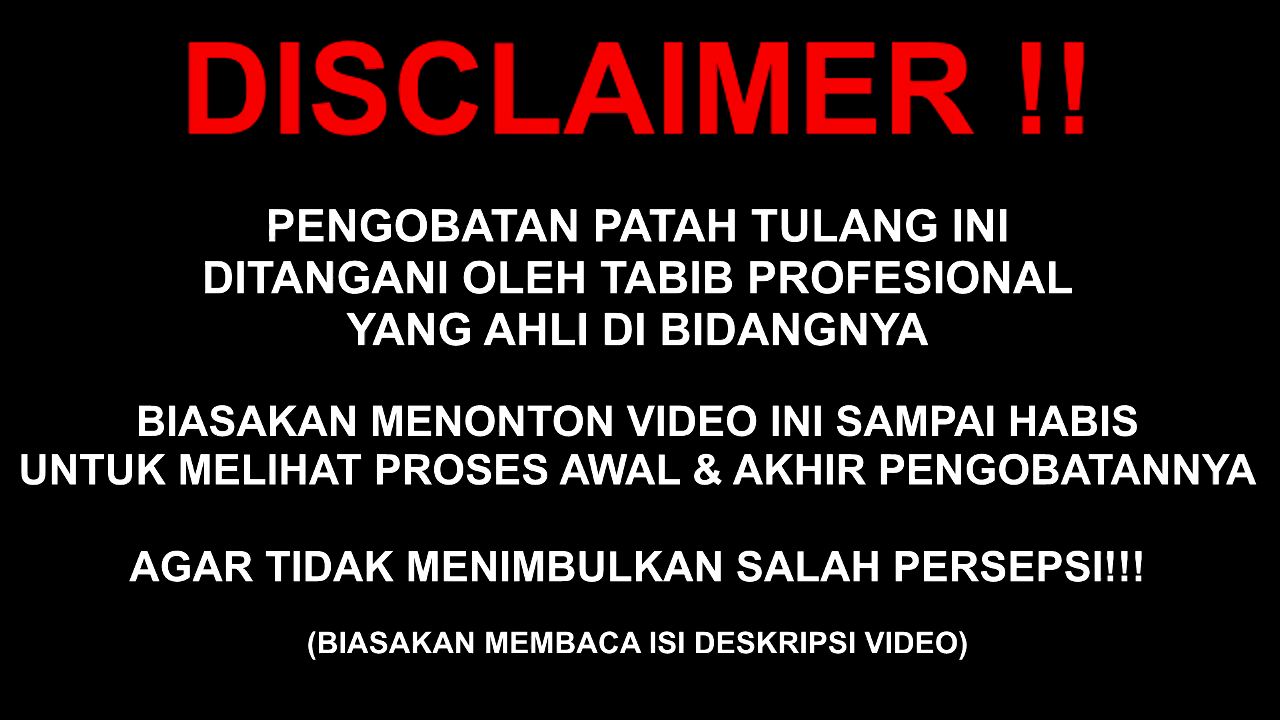 DISCLAIMER !!
PENGOBATAN PATAH TULANG INI
DITANGANI OLEH TABIB PROFESIONAL
YANG AHLI DI BIDANGNYA
BIASAKAN MENONTON VIDEO INI SAMPAI HABIS
UNTUK MELIHAT PROSES AWAL & AKHIR PENGOBATANNYA
AGAR TIDAK MENIMBULKAN SALAH PERSEPSI!!!
(BIASAKAN MEMBACA ISI DESKRIPSI VIDEO)